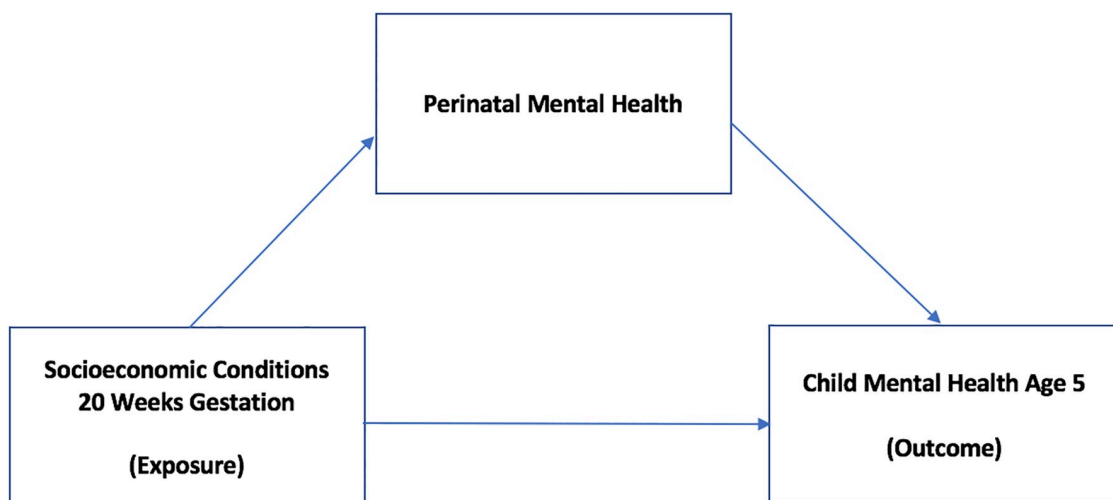 Perinatal Mental Health
Socioeconomic Conditions
20 Weeks Gestation
(Exposure)
Child Mental Health Age 5
(Outcome)